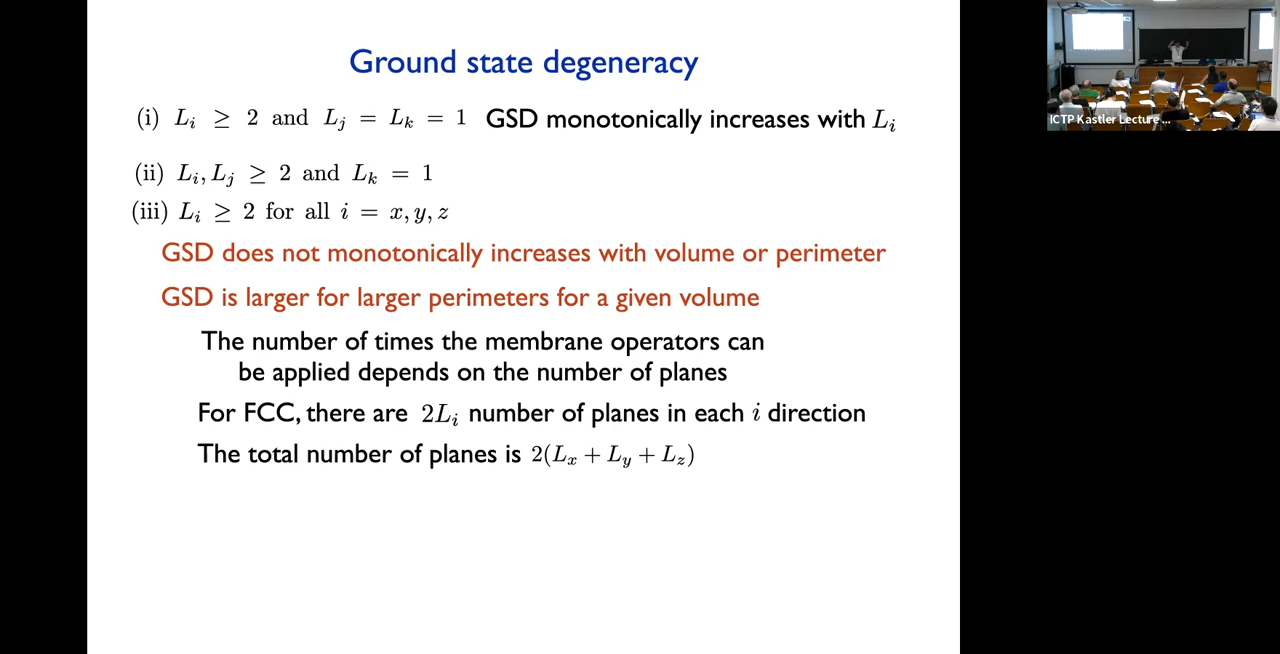 Ground state degeneracy
(i) L_i ≥ 2 and L_j = L_k = 1 GSD monotonically increases with L_i
(ii) L_i, L_j ≥ 2 and L_k = 1
(iii) L_i ≥ 2 for all i = x, y, z
GSD does not monotonically increases with volume or perimeter
GSD is larger for larger perimeters for a given volume
The number of times the membrane operators can
be applied depends on the number of planes
For FCC, there are 2L_i number of planes in each i direction
The total number of planes is 2(L_x + L_y + L_z)
ICTP Kastler Lecture ...